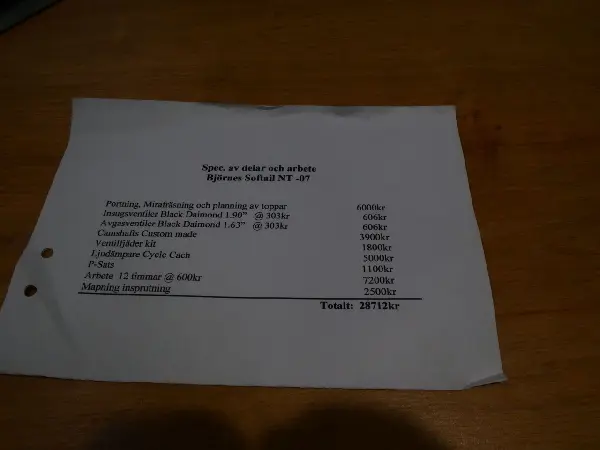 Spec. av delar och arbete
Björnes Softail NT -07
Portning, Mirafräsning och planning av toppar 6000kr
Insugsventiler Black Daimond 1.90" @ 303kr 606kr
Avgasventiler Black Daimond 1.63" @ 303kr 606kr
Camshafts Custom made 3900kr
Ventilfjäder kit 1800kr
Ljudämpare Cycle Cach 5000kr
P-Sats 1100kr
Arbete 12 timmar @ 600kr 7200kr
Mapning insprutning 2500kr
Totalt: 28712kr